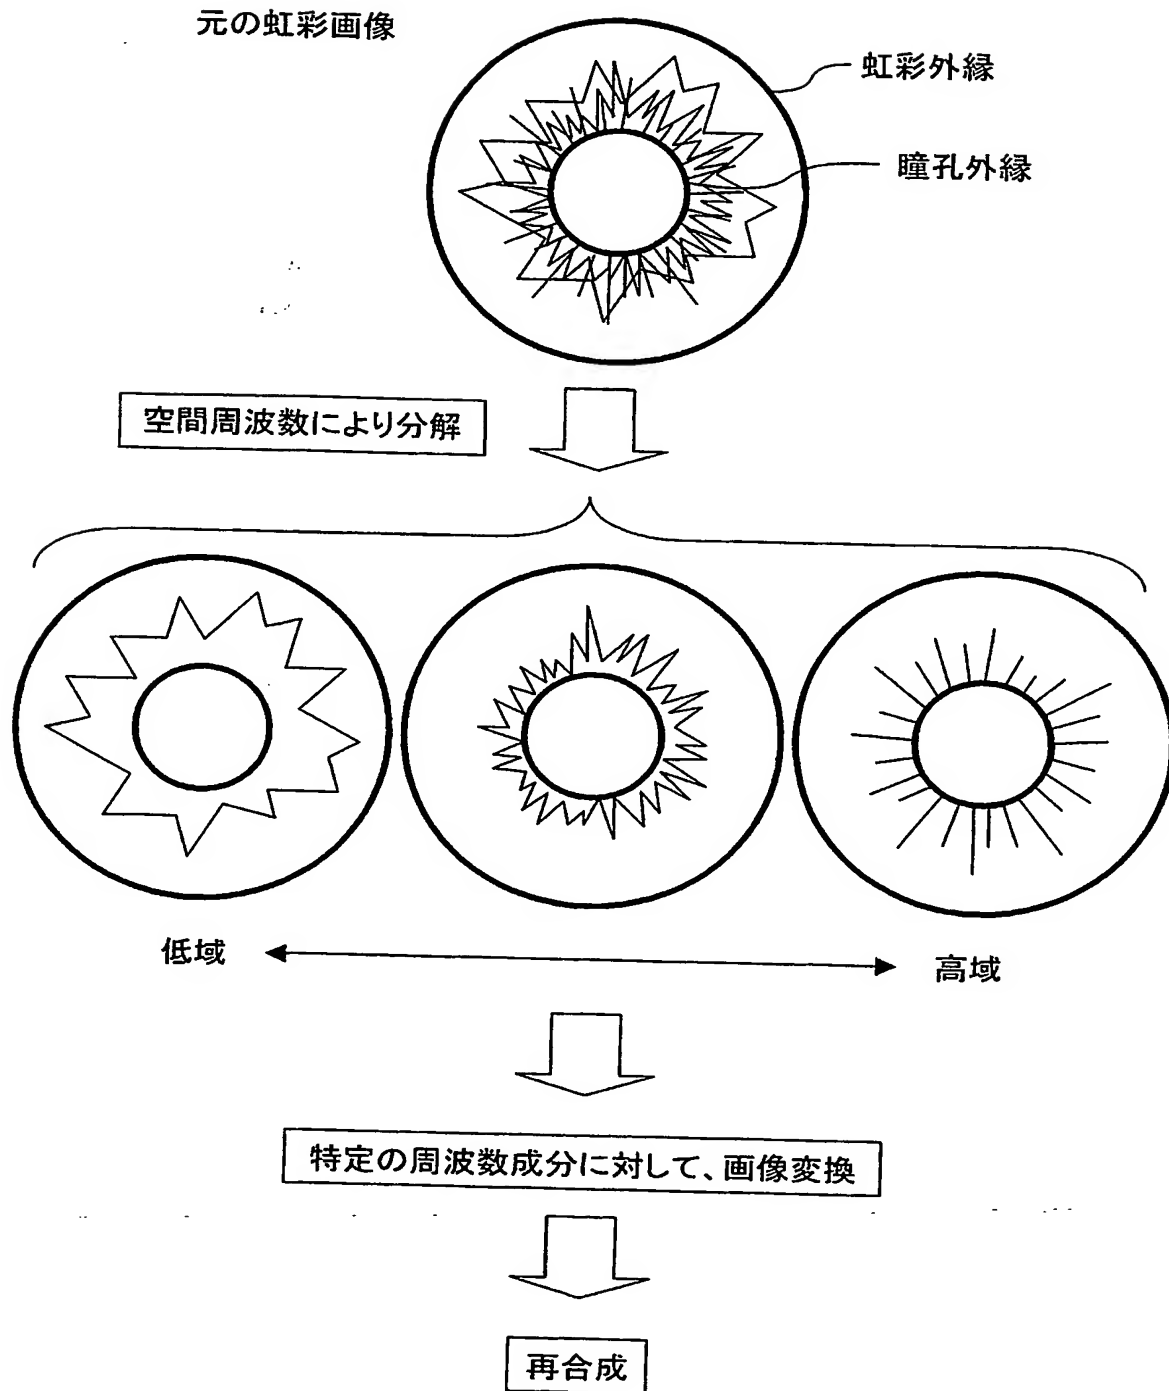 元の虹彩画像
虹彩外縁
瞳孔外縁
空間周波数により分解
低域
高域
特定の周波数成分に対して、画像変換
再合成